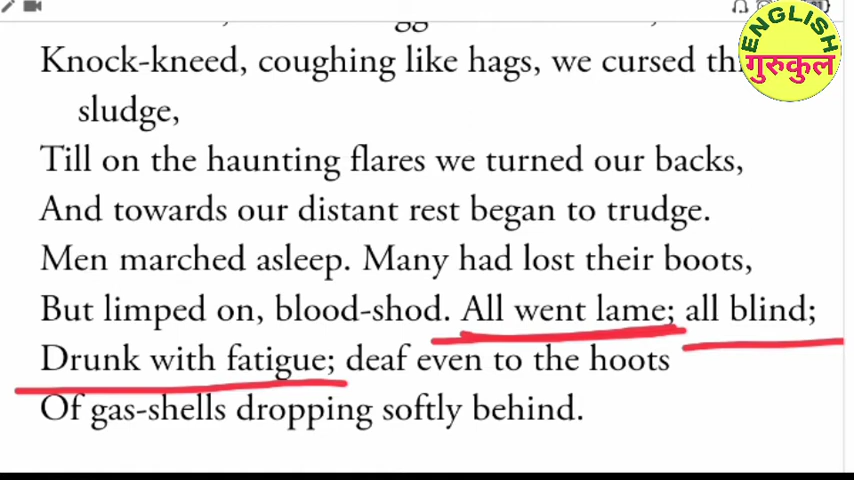 ENGLISH
गुरुकुल
Knock-kneed, coughing like hags, we cursed
sludge,
Till on the haunting flares we turned our backs,
And towards our distant rest began to trudge.
Men marched asleep. Many had lost their boots,
But limped on, blood-shod. All went lame; all blind;
Drunk with fatigue; deaf even to the hoots
Of gas-shells dropping softly behind.